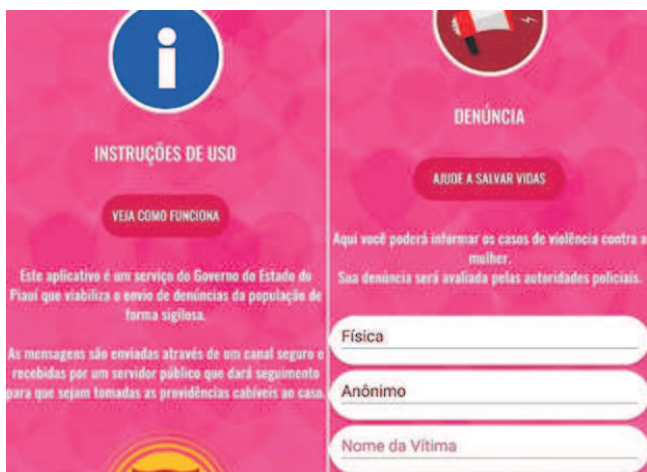 INSTRUÇÕES DE USO
VEJA COMO FUNCIONA
Este aplicativo é um serviço do Governo do Estado do
Piauí que viabiliza o envio de denúncias da população de
forma sigilosa.
As mensagens são enviadas através de um canal seguro e
recebidas por um servidor público que dará seguimento
para que sejam tomadas as providências cabíveis ao caso.
DENÚNCIA
AJUDE A SALVAR VIDAS
Aqui você poderá informar os casos de violência contra a
mulher.
Sua denúncia será avaliada pelas autoridades policiais.
Física
Anônimo
Nome da Vítima